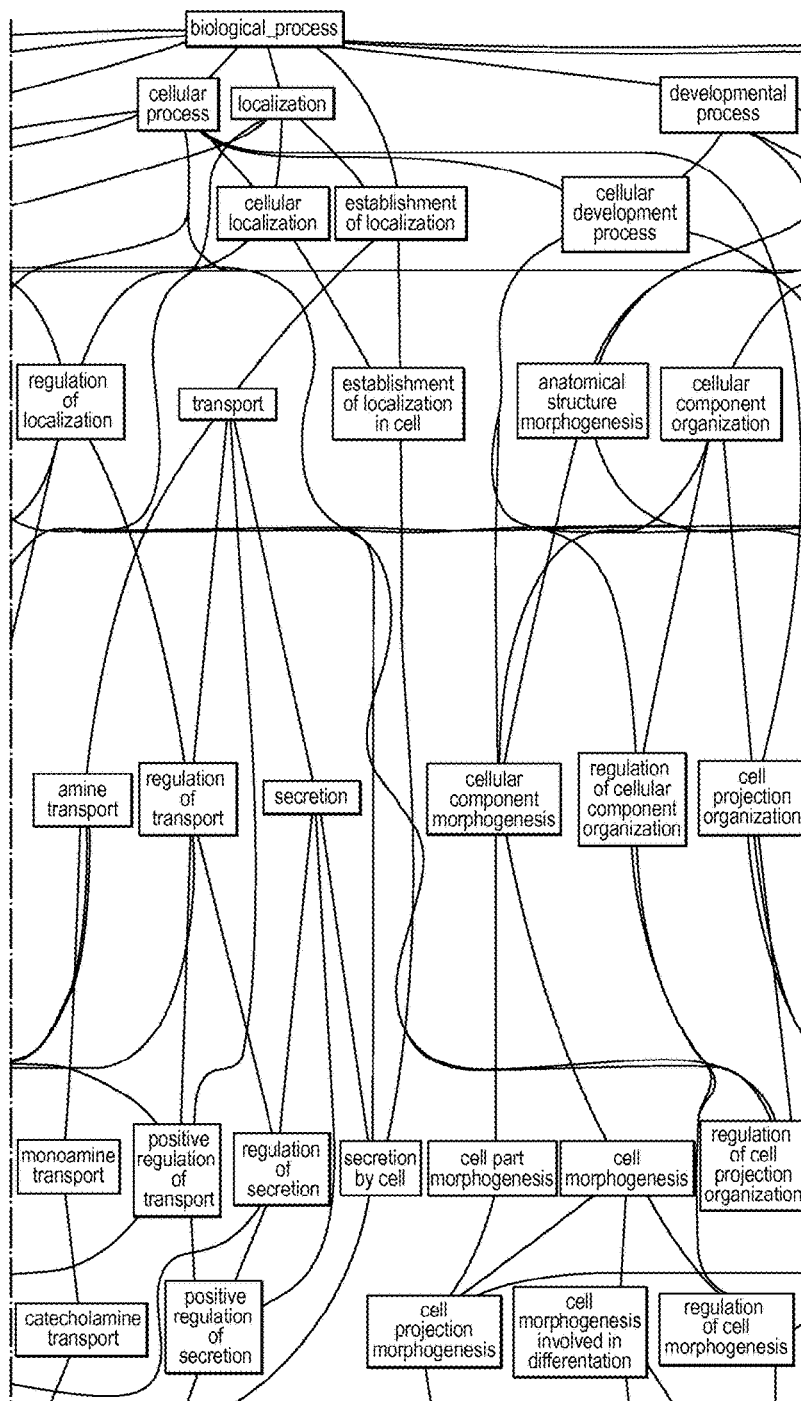 biological_process
cellular
process
localization
developmental
process
cellular
localization
establishment
of localization
cellular
development
process
regulation
of
localization
transport
establishment
of localization
in cell
anatomical
structure
morphogenesis
cellular
component
organization
amine
transport
regulation
of
transport
secretion
cellular
component
morphogenesis
regulation
of cellular
component
organization
cell
projection
organization
monoamine
transport
positive
regulation
of
transport
regulation
of
secretion
secretion
by cell
cell part
morphogenesis
cell
morphogenesis
regulation
of cell
projection
organization
catecholamine
transport
positive
regulation
of
secretion
cell
projection
morphogenesis
cell
morphogenesis
involved in
differentation
regulation
of cell
morphogenesis